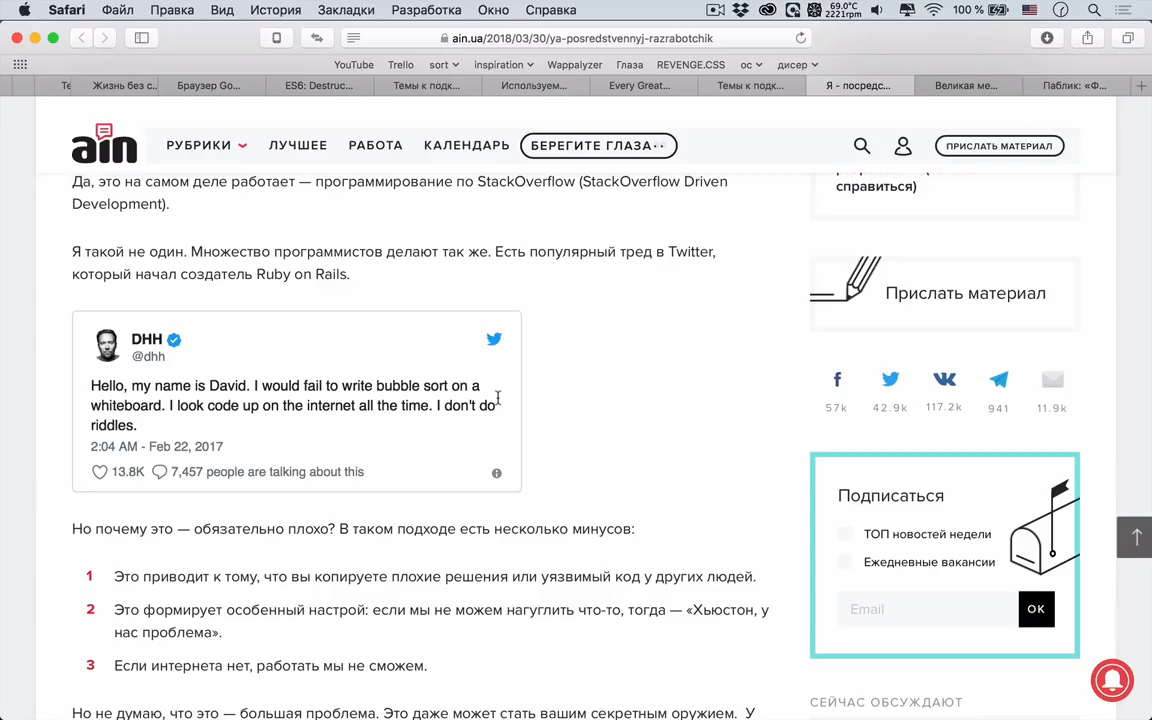 Safari Файл Правка Вид История Закладки Разработка Окно Справка 69.0°C 2221rpm 100 %
ain.ua/2018/03/30/ya-posredstvennyj-razrabotchik
YouTube Trello sort inspiration Wappalyzer Глаза REVENGE.CSS ос дисер
Те Жизнь без с... Браузер Go... ES6: Destruc... Темы к подк... Используем... Every Great... Темы к подк... Я - посредс... Великая ме... Паблик: «Ф...
ain РУБРИКИ ЛУЧШЕЕ РАБОТА КАЛЕНДАРЬ БЕРЕГИТЕ ГЛАЗА ПРИСЛАТЬ МАТЕРИАЛ
Да, это на самом деле работает — программирование по StackOverflow (StackOverflow Driven
Development).
Я такой не один. Множество программистов делают так же. Есть популярный тред в Twitter,
который начал создатель Ruby on Rails.
DHH
@dhh
Hello, my name is David. I would fail to write bubble sort on a
whiteboard. I look code up on the internet all the time. I don't do
riddles.
2:04 AM - Feb 22, 2017
13.8K 7,457 people are talking about this
Но почему это — обязательно плохо? В таком подходе есть несколько минусов:
1 Это приводит к тому, что вы копируете плохие решения или уязвимый код у других людей.
2 Это формирует особенный настрой: если мы не можем нагуглить что-то, тогда — «Хьюстон, у
нас проблема».
3 Если интернета нет, работать мы не сможем.
Но не думаю, что это — большая проблема. Это даже может стать вашим секретным оружием. У
справиться)
Прислать материал
57k 42.9k 117.2k 941 11.9k
Подписаться
ТОП новостей недели
Ежедневные вакансии
Email OK
СЕЙЧАС ОБСУЖДАЮТ